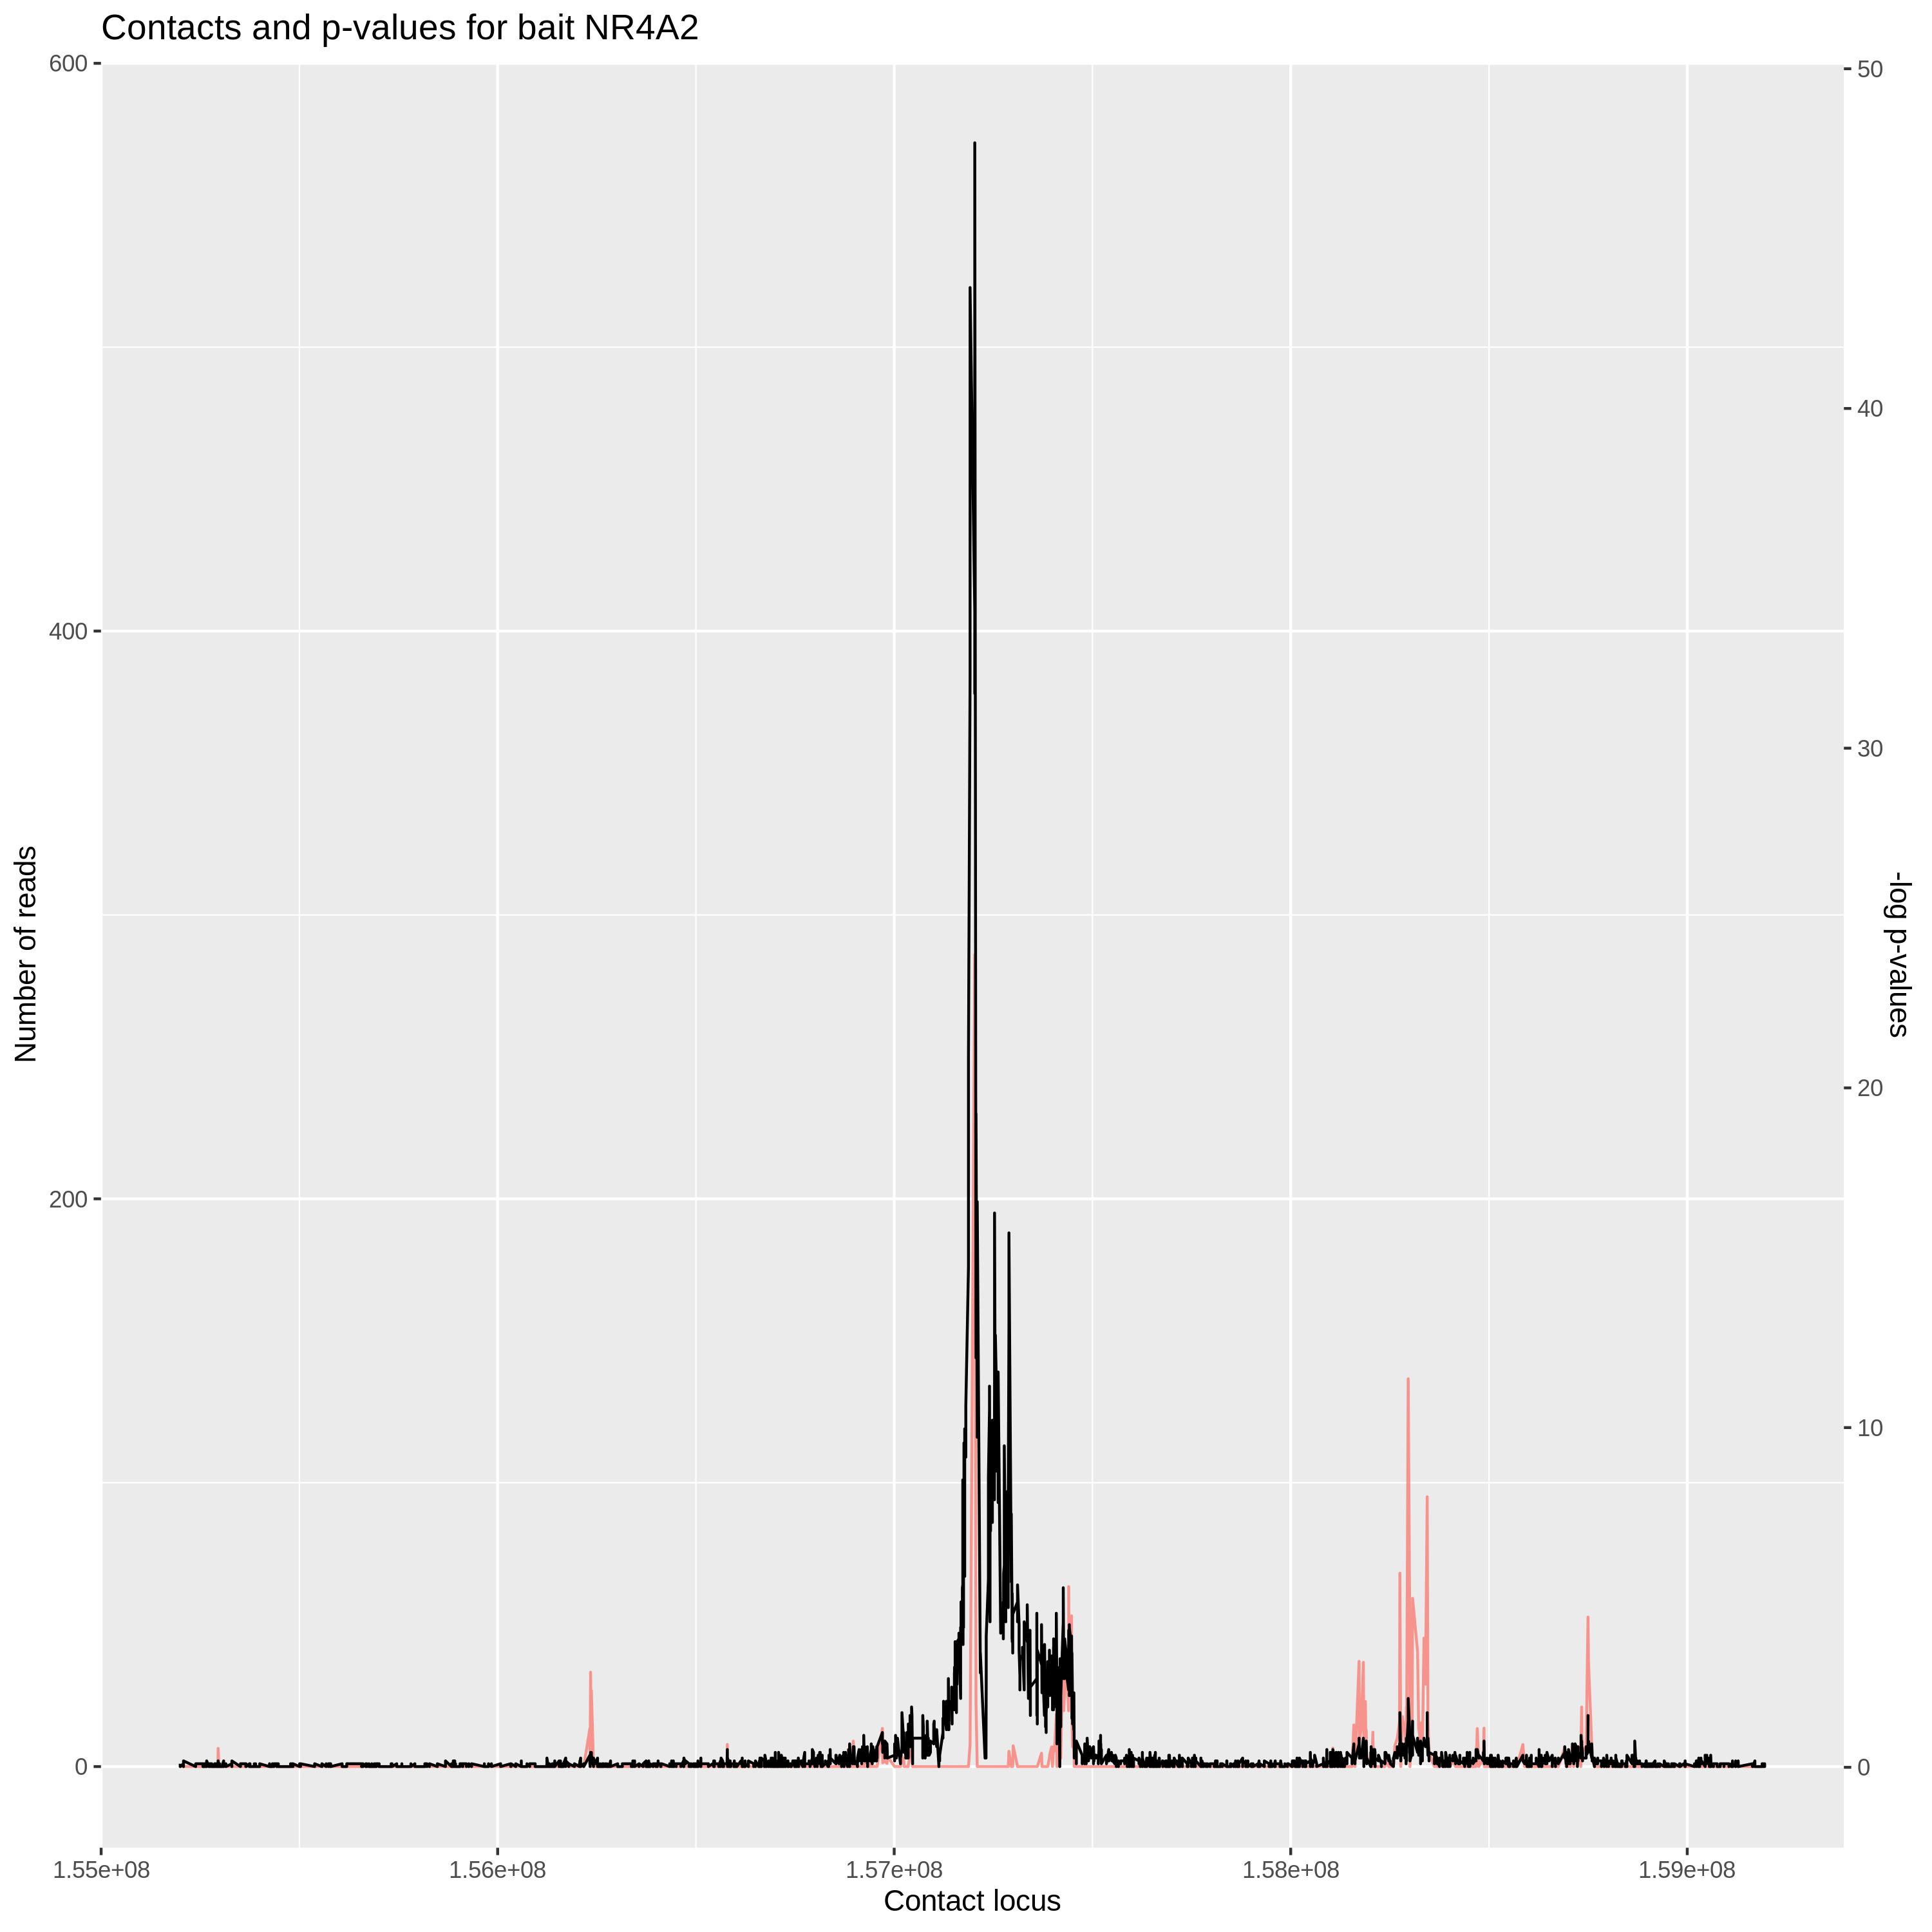 Contacts and p-values for bait NR4A2
600
400
200
0
Number of reads
50
40
30
20
10
0
-log p-values
1.55e+08
1.56e+08
1.57e+08
1.58e+08
1.59e+08
Contact locus